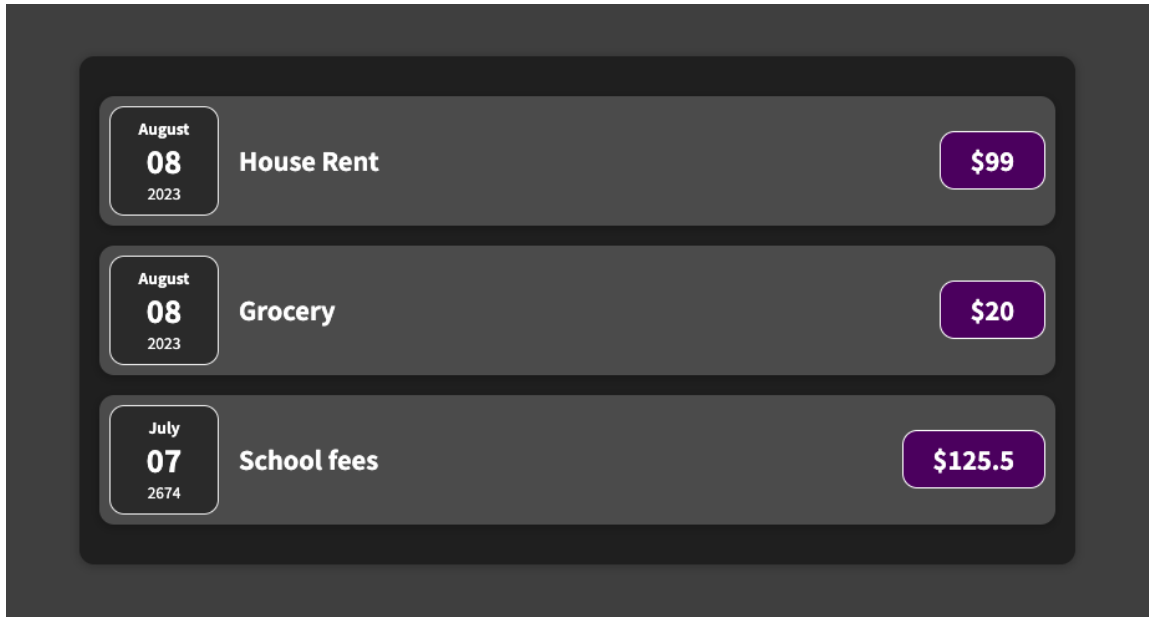 August
08
2023
House Rent
$99
August
08
2023
Grocery
$20
July
07
2674
School fees
$125.5